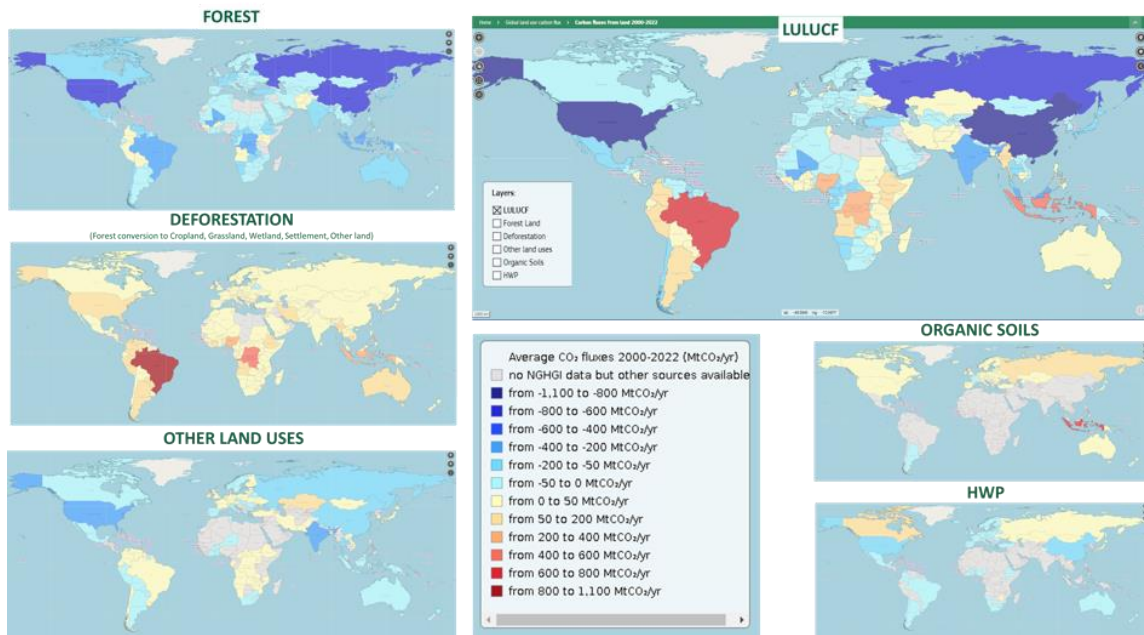 FOREST
Home > Global land use carbon flux > Carbon fluxes from land 2000-2022
LULUCF
Layers:
LULUCF
Forest Land
Deforestation
Other land uses
Organic Soils
HWP
DEFORESTATION
(Forest conversion to Cropland, Grassland, Wetland, Settlement, Other land)
OTHER LAND USES
Average CO₂ fluxes 2000-2022 (MtCO₂/yr)
no NGHGI data but other sources available
from -1,100 to -800 MtCO₂/yr
from -800 to -600 MtCO₂/yr
from -600 to -400 MtCO₂/yr
from -400 to -200 MtCO₂/yr
from -200 to -50 MtCO₂/yr
from -50 to 0 MtCO₂/yr
from 0 to 50 MtCO₂/yr
from 50 to 200 MtCO₂/yr
from 200 to 400 MtCO₂/yr
from 400 to 600 MtCO₂/yr
from 600 to 800 MtCO₂/yr
from 800 to 1,100 MtCO₂/yr
ORGANIC SOILS
HWP